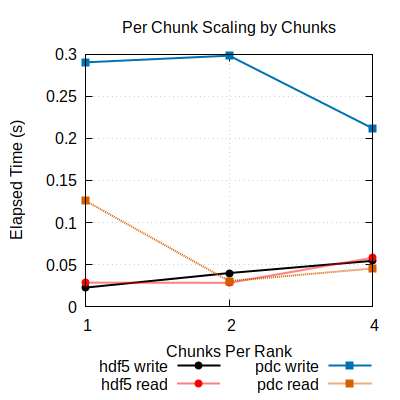 Per Chunk Scaling by Chunks
0.3
0.25
0.2
0.15
0.1
0.05
0
Elapsed Time (s)
1 2 4
Chunks Per Rank
hdf5 write pdc write
hdf5 read pdc read